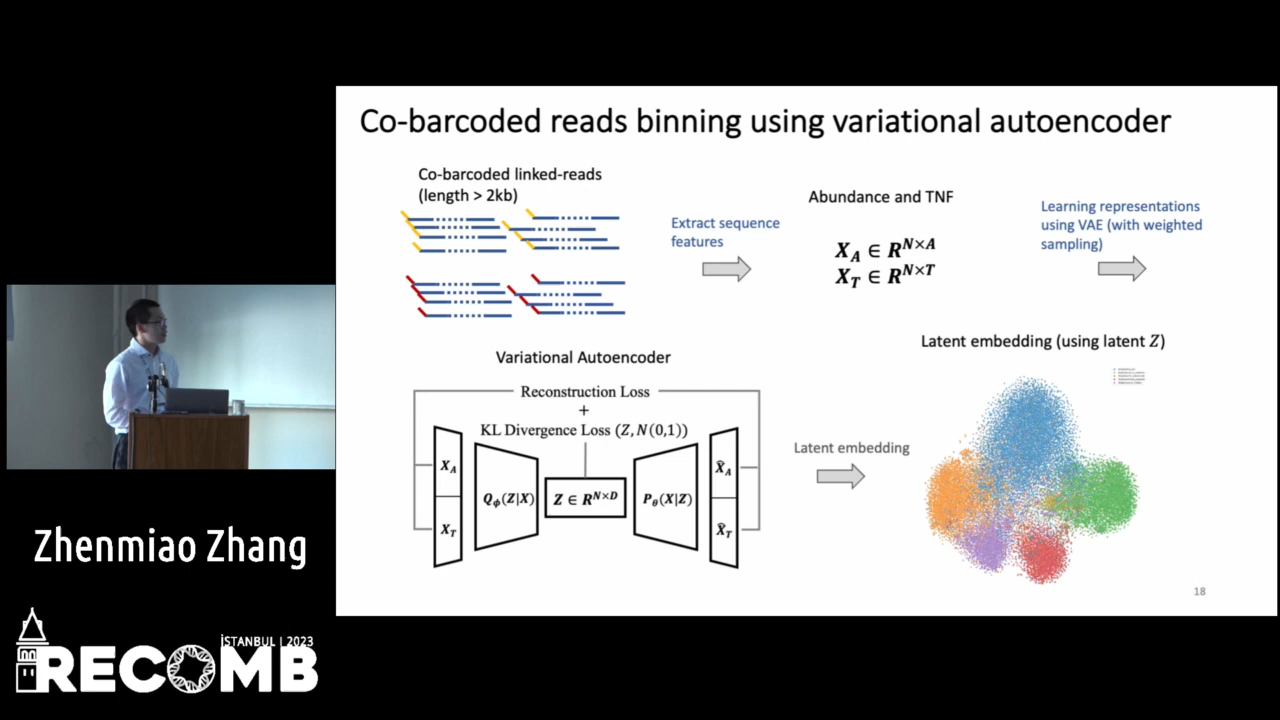 Co-barcoded reads binning using variational autoencoder
Co-barcoded linked-reads
(length > 2kb)
Extract sequence
features
Abundance and TNF
X_A ∈ R^{N×A}
X_T ∈ R^{N×T}
Learning representations
using VAE (with weighted
sampling)
Variational Autoencoder
Reconstruction Loss
+
KL Divergence Loss (Z, N(0,1))
X_A
X_T
Q_ϕ(Z|X)
Z ∈ R^{N×D}
P_θ(X|Z)
X̂_A
X̂_T
Latent embedding
Latent embedding (using latent Z)
18
Zhenmiao Zhang
İSTANBUL | 2023
RECOMB